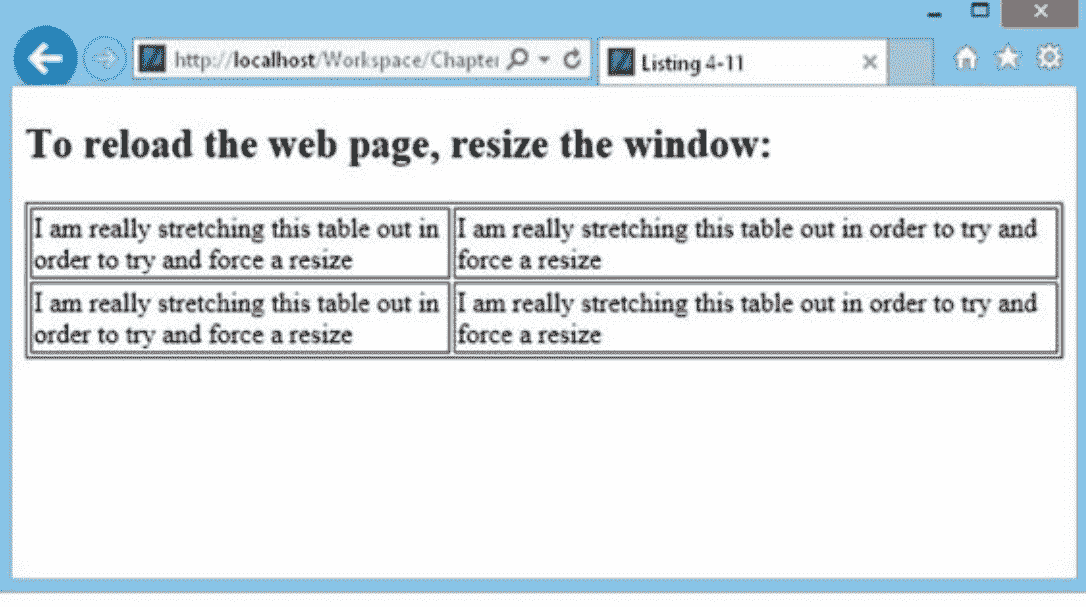 http://localhost/Workspace/Chapter
Listing 4-11
To reload the web page, resize the window:
I am really stretching this table out in
order to try and force a resize
I am really stretching this table out in order to try and
force a resize
I am really stretching this table out in
order to try and force a resize
I am really stretching this table out in order to try and
force a resize